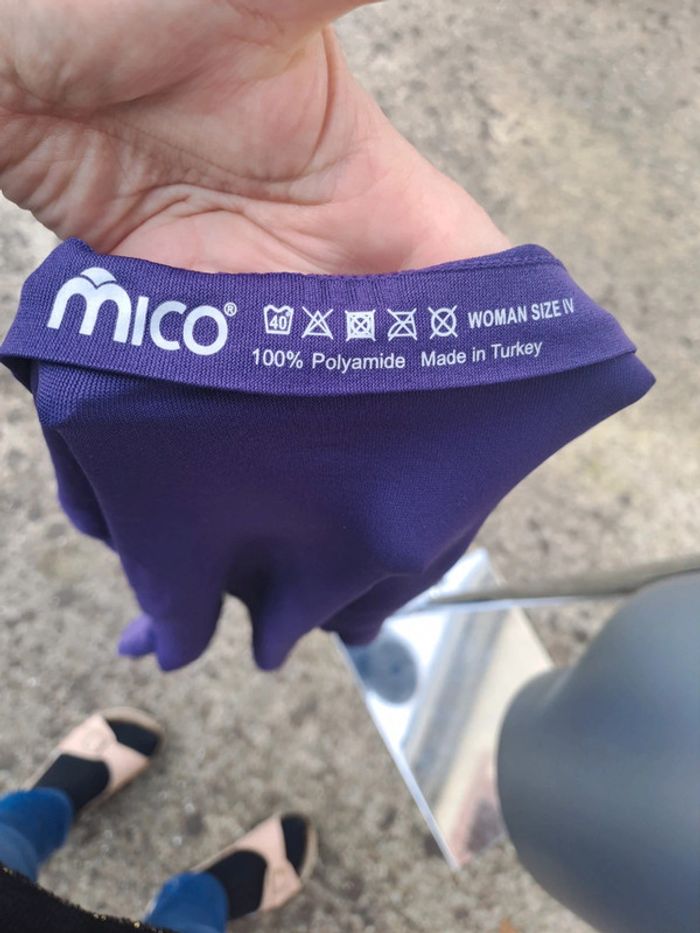 mico® 40 WOMAN SIZE IV
100% Polyamide Made in Turkey